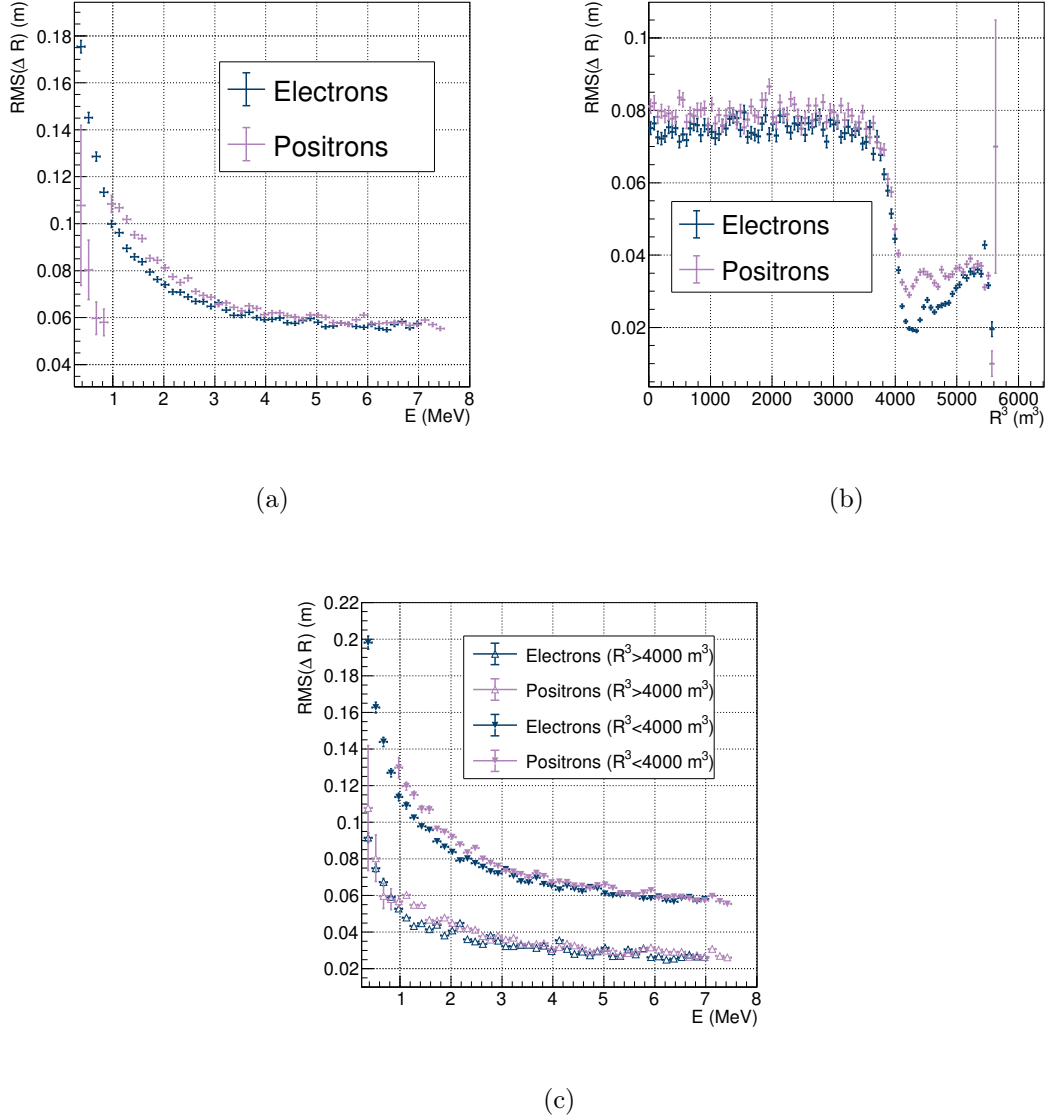 RMS(Δ R) (m)
0.18
0.16
0.14
0.12
0.1
0.08
0.06
0.04
Electrons
Positrons
1 2 3 4 5 6 7 8
E (MeV)
(a)
RMS(Δ R) (m)
0.1
0.08
0.06
0.04
0.02
Electrons
Positrons
0 1000 2000 3000 4000 5000 6000
R³ (m³)
(b)
RMS(Δ R) (m)
0.22
0.2
0.18
0.16
0.14
0.12
0.1
0.08
0.06
0.04
0.02
Electrons (R³>4000 m³)
Positrons (R³>4000 m³)
Electrons (R³<4000 m³)
Positrons (R³<4000 m³)
1 2 3 4 5 6 7 8
E (MeV)
(c)